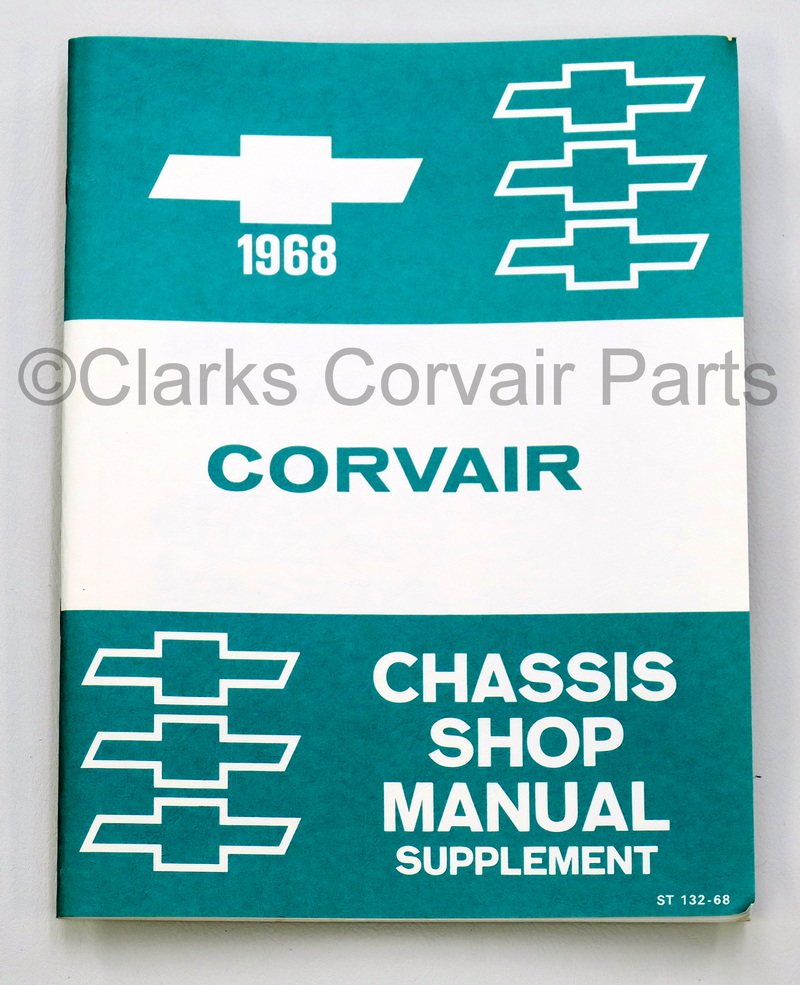 1968
©Clarks Corvair Parts
CORVAIR
CHASSIS
SHOP
MANUAL
SUPPLEMENT
ST 132-68